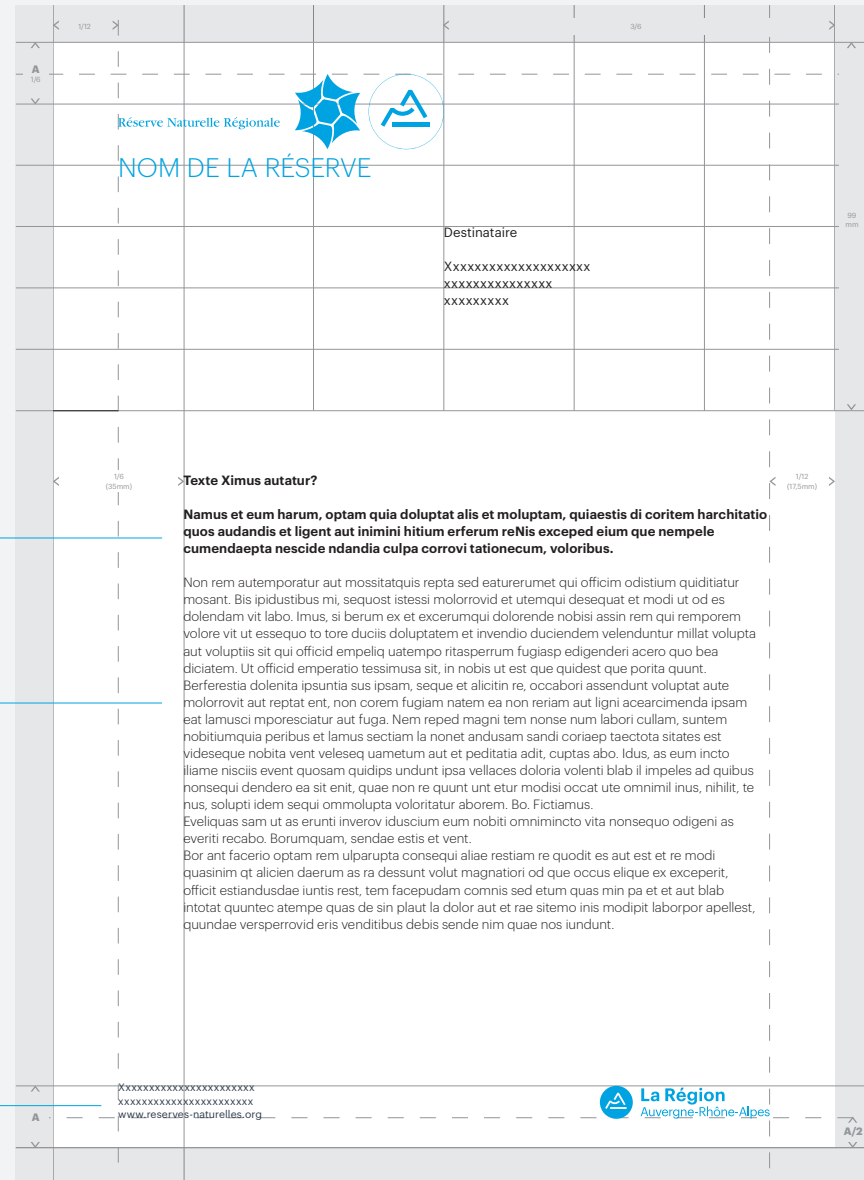 1/12
3/6
A
1/6
Réserve Naturelle Régionale
NOM DE LA RÉSERVE
99
mm
Destinataire
Xxxxxxxxxxxxxxxxxxxx
xxxxxxxxxxxxxxx
xxxxxxxxx
1/6
(35mm)
Texte Ximus autatur?
1/12
(17,5mm)
Namus et eum harum, optam quia doluptat alis et moluptam, quiaestis di coritem harchitatio
quos audandis et ligent aut inimini hitium erferum reNis exceped eium que nempele
cumendaepta nescide ndandia culpa corrovi tationecum, voloribus.
Non rem autemporatur aut mossitatquis repta sed eaturerumet qui officim odistium quiditiatur
mosant. Bis ipidustibus mi, sequost istessi molorrovid et utemqui desequat et modi ut od es
dolendam vit labo. Imus, si berum ex et excerumqui dolorende nobisi assin rem qui remporem
volore vit ut essequo to tore duciis doluptatem et invendio duciendem velenduntur millat volupta
aut voluptiis sit qui officid empeliq uatempo ritasperrum fugiasp edigenderi acero quo bea
diciatem. Ut officid emperatio tessimusa sit, in nobis ut est que quidest que porita quunt.
Berferestia dolenita ipsuntia sus ipsam, seque et alicitin re, occabori assendunt voluptat aute
molorrovit aut reptat ent, non corem fugiam natem ea non reriam aut ligni acearcimenda ipsam
eat lamusci mporesciatur aut fuga. Nem reped magni tem nonse num labori cullam, suntem
nobitiumquia peribus et lamus sectiam la nonet andusam sandi coriaep taectota sitates est
videseque nobita vent veleseq uametum aut et peditatia adit, cuptas abo. Idus, as eum incto
iliame nisciis event quosam quidips undunt ipsa vellaces doloria volenti blab il impeles ad quibus
nonsequi dendero ea sit enit, quae non re quunt unt etur modisi occat ute omnimil inus, nihilit, te
nus, solupti idem sequi ommolupta voloritatur aborem. Bo. Fictiamus.
Eveliquas sam ut as erunti inverov iduscium eum nobiti omnimincto vita nonsequo odigeni as
everiti recabo. Borumquam, sendae estis et vent.
Bor ant facerio optam rem ulparupta consequi aliae restiam re quodit es aut est et re modi
quasinim qt alicien daerum as ra dessunt volut magnatiori od que occus elique ex exceperit,
officit estiandusdae iuntis rest, tem facepudam comnis sed etum quas min pa et et aut blab
intotat quuntec atempe quas de sin plaut la dolor aut et rae sitemo inis modipit laborpor apellest,
quundae versperrovid eris venditibus debis sende nim quae nos iundunt.
Xxxxxxxxxxxxxxxxxxxxxxx
xxxxxxxxxxxxxxxxxxxxxxx
www.reserves-naturelles.org
La Région
Auvergne-Rhône-Alpes
A
A/2